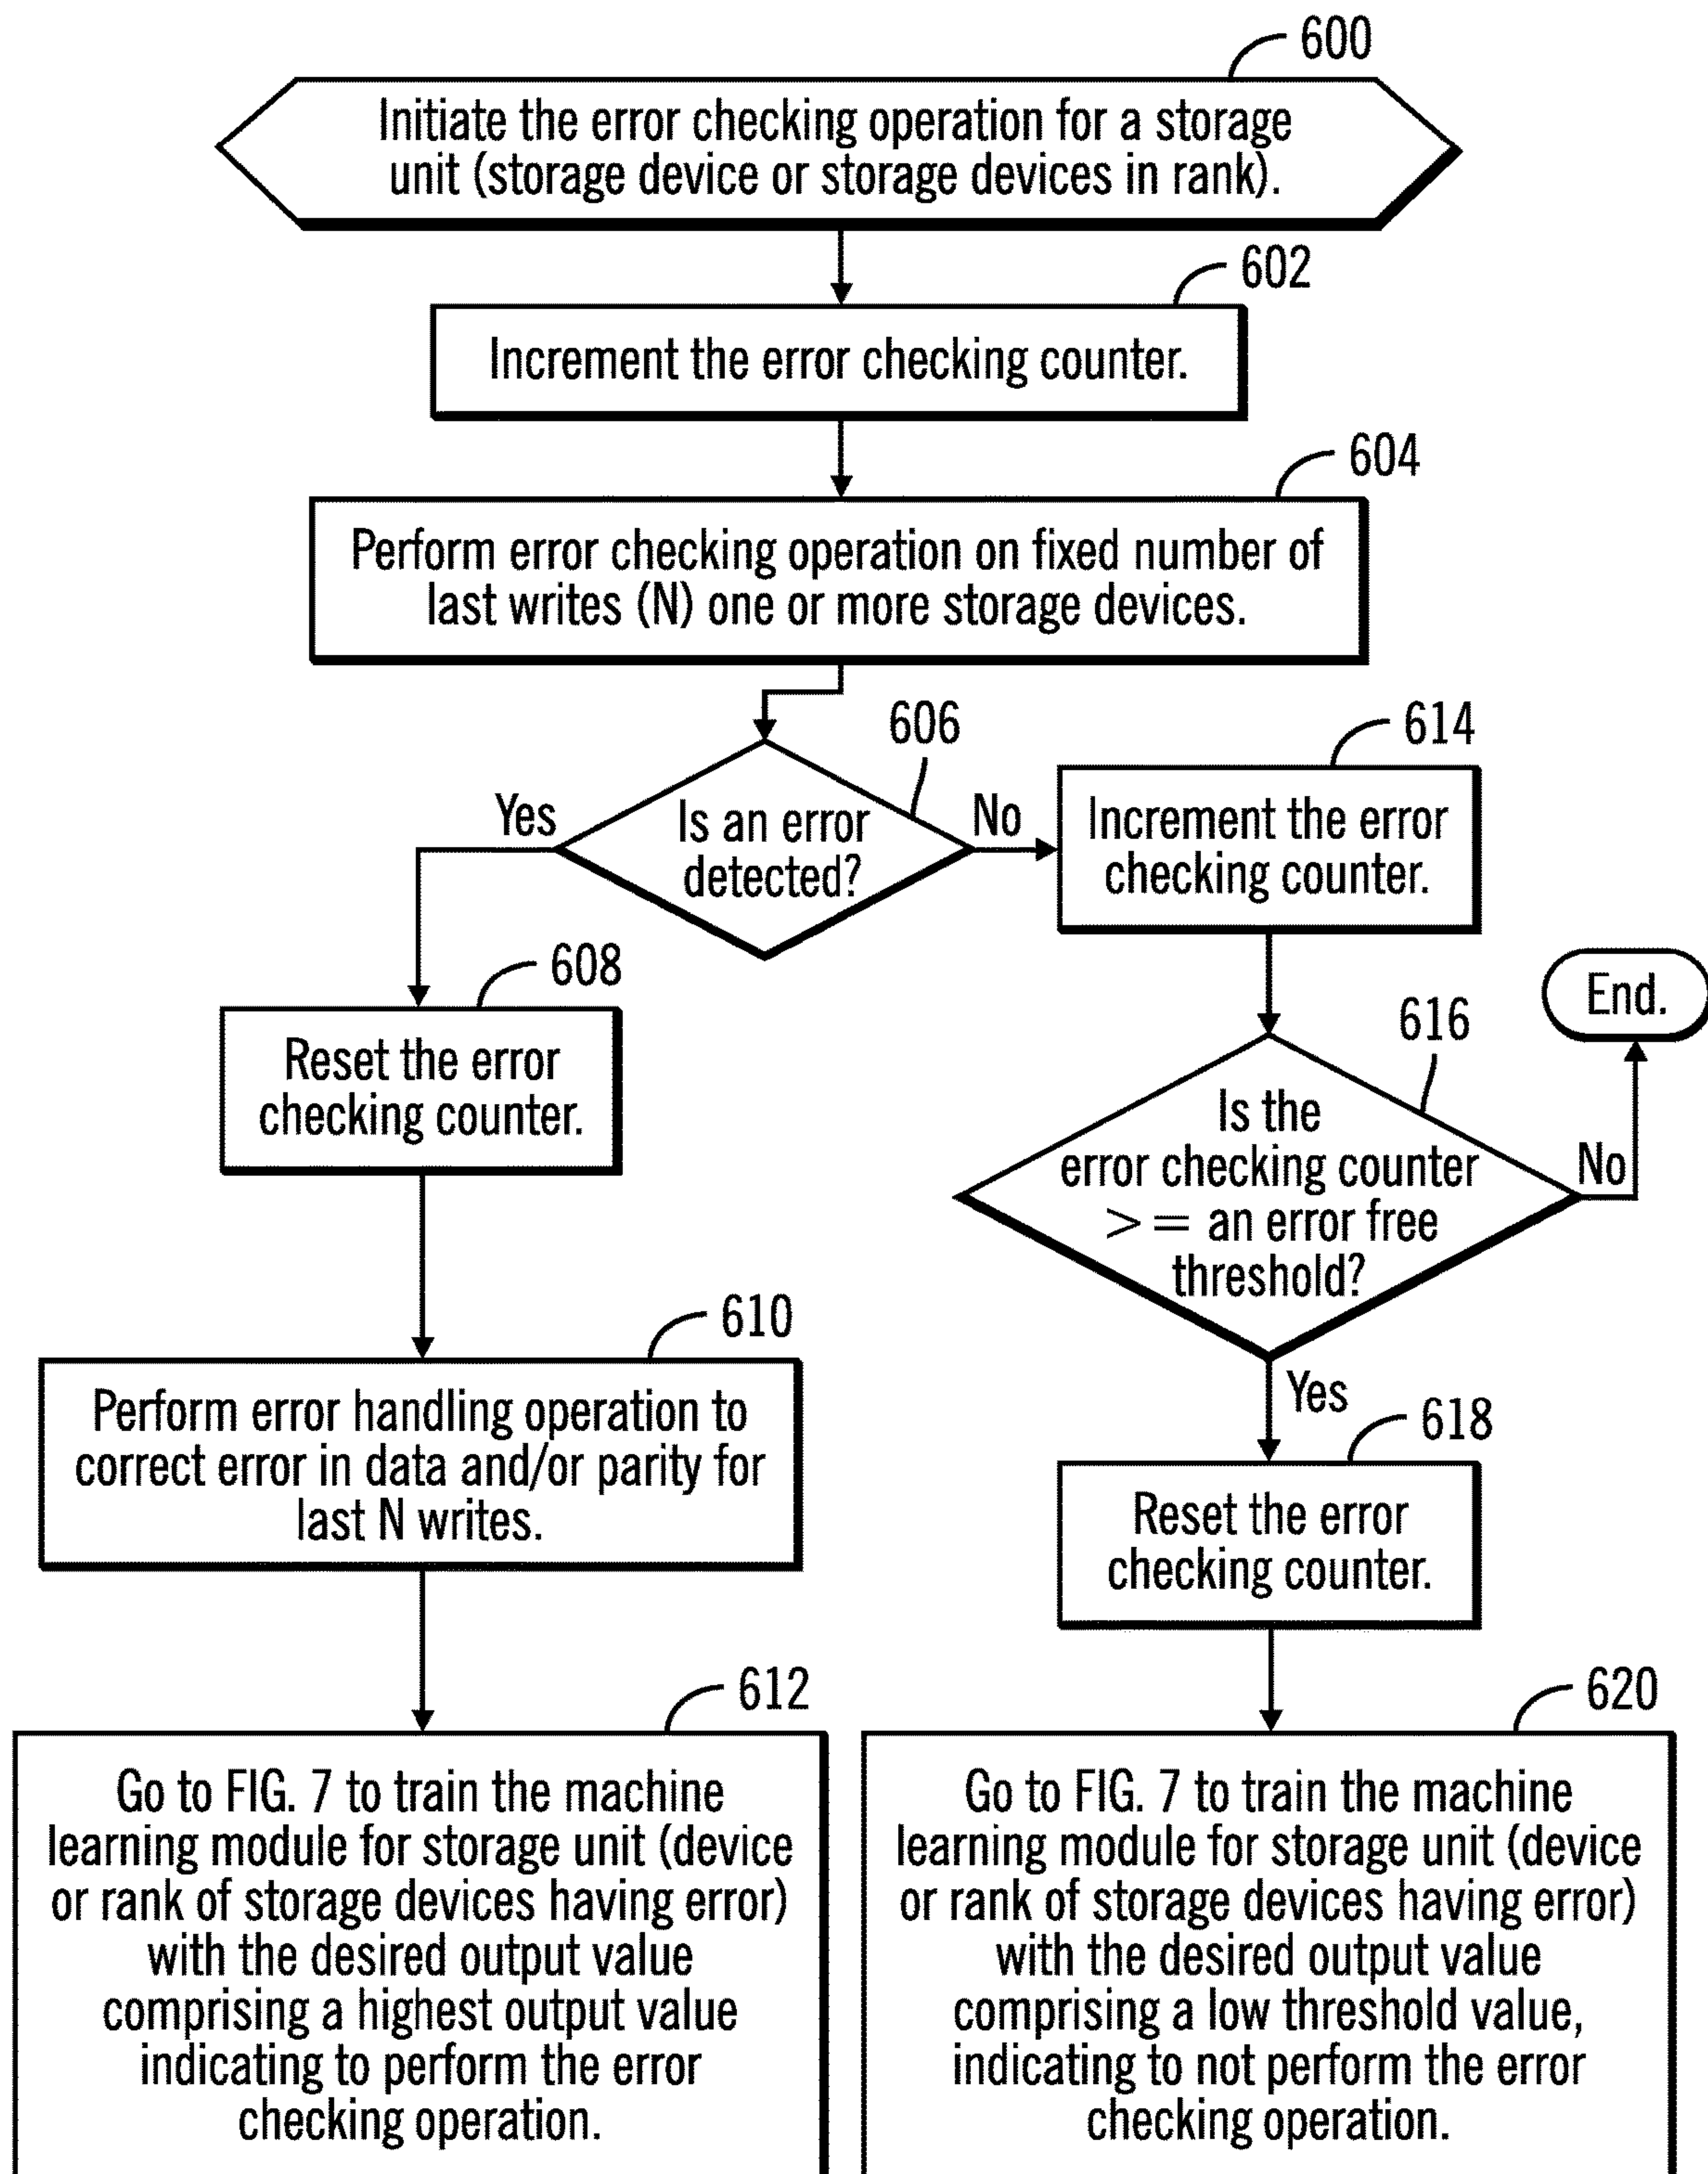 600
Initiate the error checking operation for a storage
unit (storage device or storage devices in rank).
602
Increment the error checking counter.
604
Perform error checking operation on fixed number of
last writes (N) one or more storage devices.
606
Is an error
detected?
Yes
No
614
Increment the error
checking counter.
608
Reset the error
checking counter.
End.
616
Is the
error checking counter
> = an error free
threshold?
No
Yes
610
Perform error handling operation to
correct error in data and/or parity for
last N writes.
618
Reset the error
checking counter.
612
Go to FIG. 7 to train the machine
learning module for storage unit (device
or rank of storage devices having error)
with the desired output value
comprising a highest output value
indicating to perform the error
checking operation.
620
Go to FIG. 7 to train the machine
learning module for storage unit (device
or rank of storage devices having error)
with the desired output value
comprising a low threshold value,
indicating to not perform the error
checking operation.